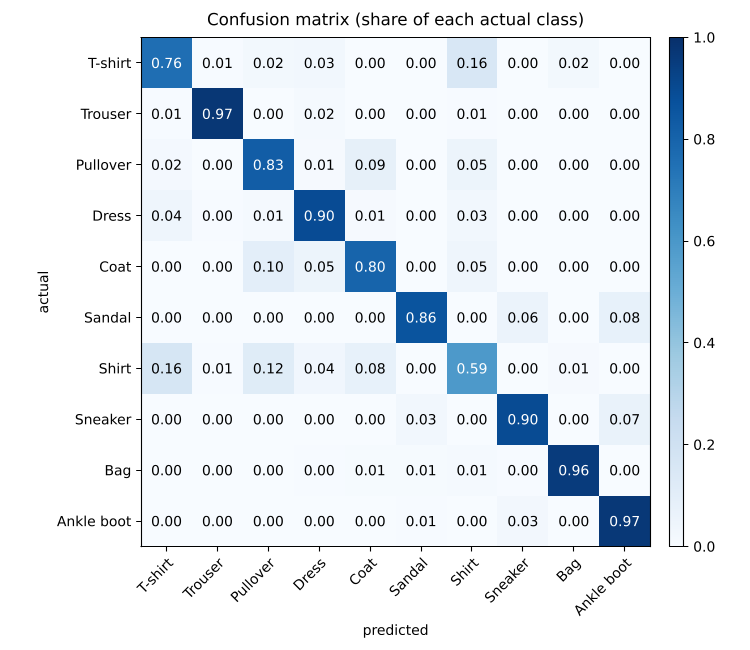 Confusion matrix (share of each actual class)
T-shirt 0.76 0.01 0.02 0.03 0.00 0.00 0.16 0.00 0.02 0.00
Trouser 0.01 0.97 0.00 0.02 0.00 0.00 0.01 0.00 0.00 0.00
Pullover 0.02 0.00 0.83 0.01 0.09 0.00 0.05 0.00 0.00 0.00
Dress 0.04 0.00 0.01 0.90 0.01 0.00 0.03 0.00 0.00 0.00
Coat 0.00 0.00 0.10 0.05 0.80 0.00 0.05 0.00 0.00 0.00
Sandal 0.00 0.00 0.00 0.00 0.00 0.86 0.00 0.06 0.00 0.08
Shirt 0.16 0.01 0.12 0.04 0.08 0.00 0.59 0.00 0.01 0.00
Sneaker 0.00 0.00 0.00 0.00 0.00 0.03 0.00 0.90 0.00 0.07
Bag 0.00 0.00 0.00 0.00 0.01 0.01 0.01 0.00 0.96 0.00
Ankle boot 0.00 0.00 0.00 0.00 0.00 0.01 0.00 0.03 0.00 0.97
T-shirt Trouser Pullover Dress Coat Sandal Shirt Sneaker Bag Ankle boot
predicted
actual
1.0
0.8
0.6
0.4
0.2
0.0